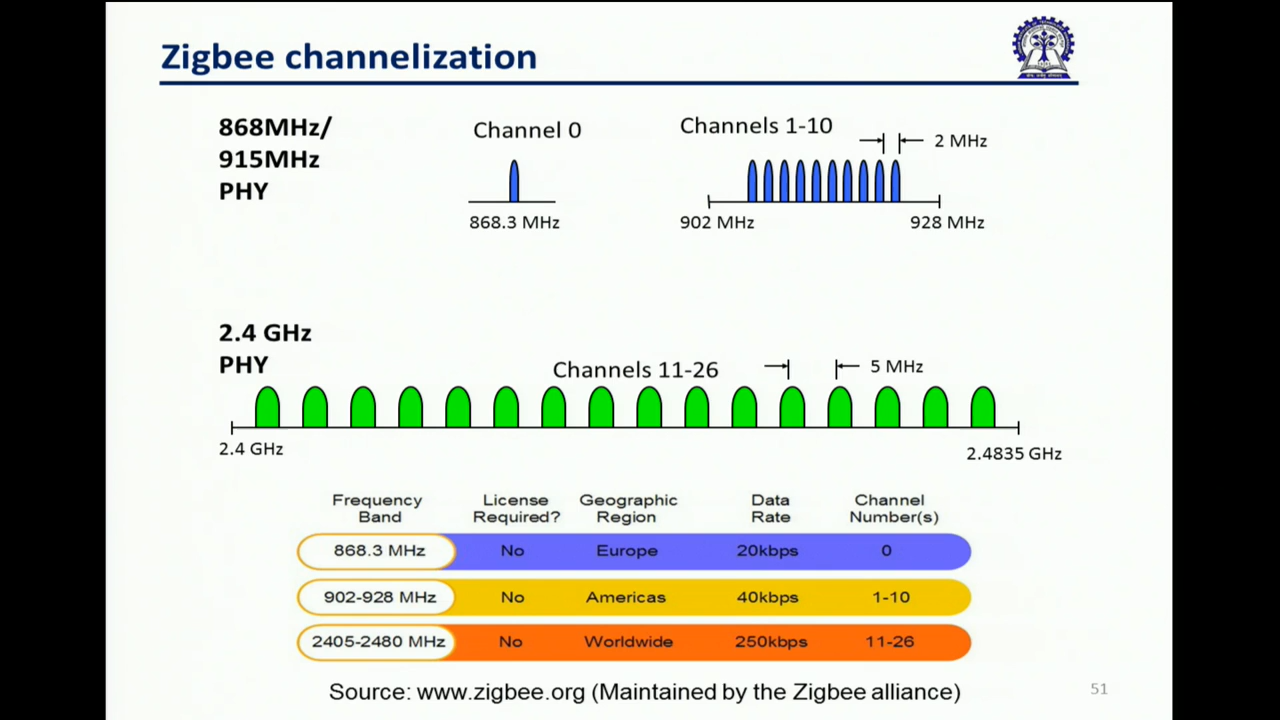 Zigbee channelization
868MHz/
915MHz
PHY
Channel 0
868.3 MHz
Channels 1-10
2 MHz
902 MHz
928 MHz
2.4 GHz
PHY
Channels 11-26
5 MHz
2.4 GHz
2.4835 GHz
Frequency Band License Required? Geographic Region Data Rate Channel Number(s)
868.3 MHz No Europe 20kbps 0
902-928 MHz No Americas 40kbps 1-10
2405-2480 MHz No Worldwide 250kbps 11-26
Source: www.zigbee.org (Maintained by the Zigbee alliance)
51